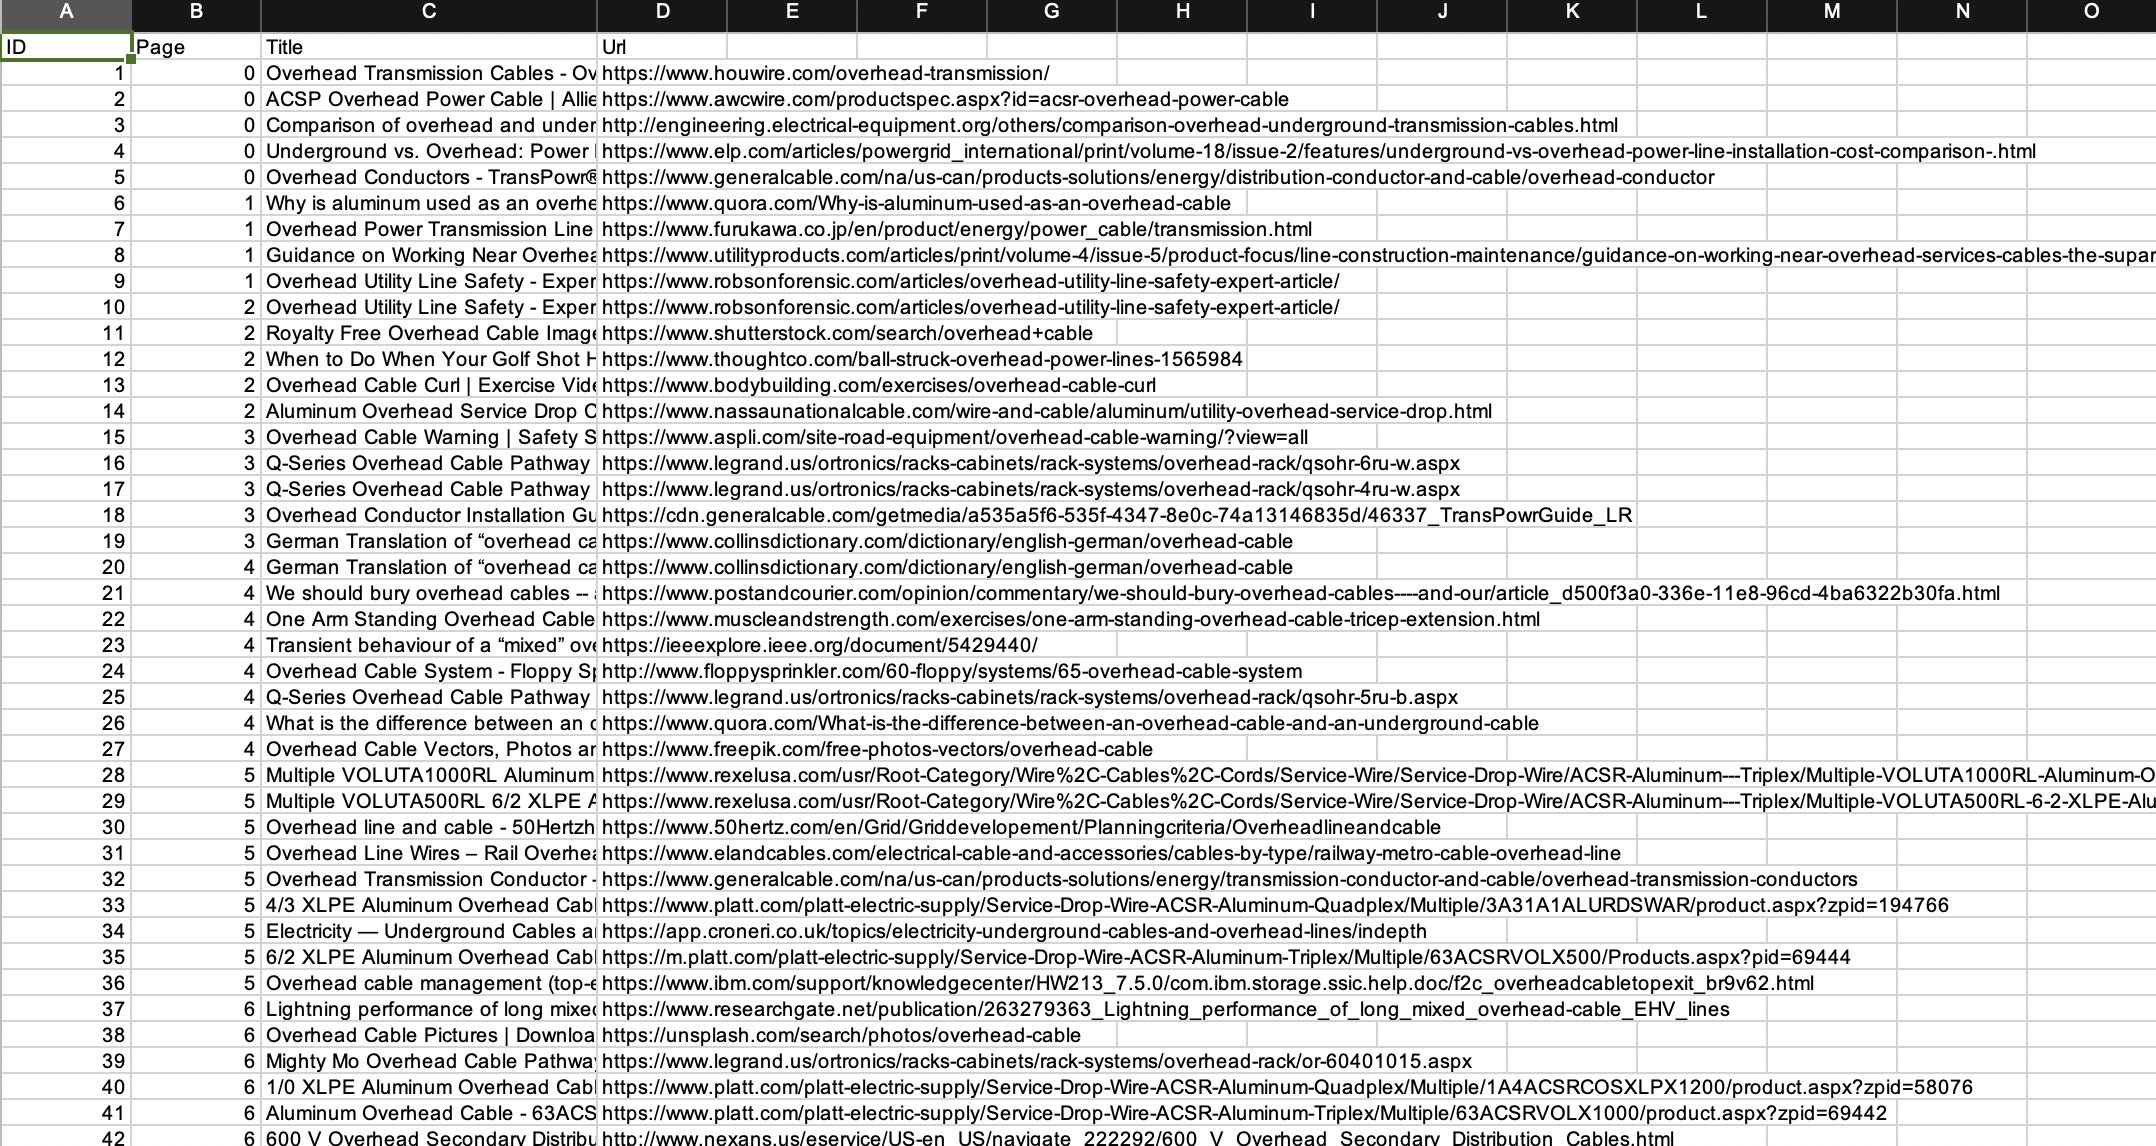 A B C D E F G H I J K L M N O
ID Page Title Url
1 0 Overhead Transmission Cables - Ov https://www.houwire.com/overhead-transmission/
2 0 ACSP Overhead Power Cable | Allie https://www.awcwire.com/productspec.aspx?id=acsr-overhead-power-cable
3 0 Comparison of overhead and under http://engineering.electrical-equipment.org/others/comparison-overhead-underground-transmission-cables.html
4 0 Underground vs. Overhead: Power https://www.elp.com/articles/powergrid_international/print/volume-18/issue-2/features/underground-vs-overhead-power-line-installation-cost-comparison-.html
5 0 Overhead Conductors - TransPowr® https://www.generalcable.com/na/us-can/products-solutions/energy/distribution-conductor-and-cable/overhead-conductor
6 1 Why is aluminum used as an overhe https://www.quora.com/Why-is-aluminum-used-as-an-overhead-cable
7 1 Overhead Power Transmission Line https://www.furukawa.co.jp/en/product/energy/power_cable/transmission.html
8 1 Guidance on Working Near Overhea https://www.utilityproducts.com/articles/print/volume-4/issue-5/product-focus/line-construction-maintenance/guidance-on-working-near-overhead-services-cables-the-supar
9 1 Overhead Utility Line Safety - Exper https://www.robsonforensic.com/articles/overhead-utility-line-safety-expert-article/
10 2 Overhead Utility Line Safety - Exper https://www.robsonforensic.com/articles/overhead-utility-line-safety-expert-article/
11 2 Royalty Free Overhead Cable Image https://www.shutterstock.com/search/overhead+cable
12 2 When to Do When Your Golf Shot H https://www.thoughtco.com/ball-struck-overhead-power-lines-1565984
13 2 Overhead Cable Curl | Exercise Vide https://www.bodybuilding.com/exercises/overhead-cable-curl
14 2 Aluminum Overhead Service Drop C https://www.nassaunationalcable.com/wire-and-cable/aluminum/utility-overhead-service-drop.html
15 3 Overhead Cable Warning | Safety S https://www.aspli.com/site-road-equipment/overhead-cable-warning/?view=all
16 3 Q-Series Overhead Cable Pathway https://www.legrand.us/ortronics/racks-cabinets/rack-systems/overhead-rack/qsohr-6ru-w.aspx
17 3 Q-Series Overhead Cable Pathway https://www.legrand.us/ortronics/racks-cabinets/rack-systems/overhead-rack/qsohr-4ru-w.aspx
18 3 Overhead Conductor Installation Gu https://cdn.generalcable.com/getmedia/a535a5f6-535f-4347-8e0c-74a13146835d/46337_TransPowrGuide_LR
19 3 German Translation of “overhead ca https://www.collinsdictionary.com/dictionary/english-german/overhead-cable
20 4 German Translation of “overhead ca https://www.collinsdictionary.com/dictionary/english-german/overhead-cable
21 4 We should bury overhead cables -- https://www.postandcourier.com/opinion/commentary/we-should-bury-overhead-cables----and-our/article_d500f3a0-336e-11e8-96cd-4ba6322b30fa.html
22 4 One Arm Standing Overhead Cable https://www.muscleandstrength.com/exercises/one-arm-standing-overhead-cable-tricep-extension.html
23 4 Transient behaviour of a “mixed” ove https://ieeexplore.ieee.org/document/5429440/
24 4 Overhead Cable System - Floppy Sp http://www.floppysprinkler.com/60-floppy/systems/65-overhead-cable-system
25 4 Q-Series Overhead Cable Pathway https://www.legrand.us/ortronics/racks-cabinets/rack-systems/overhead-rack/qsohr-5ru-b.aspx
26 4 What is the difference between an o https://www.quora.com/What-is-the-difference-between-an-overhead-cable-and-an-underground-cable
27 4 Overhead Cable Vectors, Photos an https://www.freepik.com/free-photos-vectors/overhead-cable
28 5 Multiple VOLUTA1000RL Aluminum https://www.rexelusa.com/usr/Root-Category/Wire%2C-Cables%2C-Cords/Service-Wire/Service-Drop-Wire/ACSR-Aluminum---Triplex/Multiple-VOLUTA1000RL-Aluminum-O
29 5 Multiple VOLUTA500RL 6/2 XLPE A https://www.rexelusa.com/usr/Root-Category/Wire%2C-Cables%2C-Cords/Service-Wire/Service-Drop-Wire/ACSR-Aluminum---Triplex/Multiple-VOLUTA500RL-6-2-XLPE-Alu
30 5 Overhead line and cable - 50Hertzh https://www.50hertz.com/en/Grid/Griddevelopement/Planningcriteria/Overheadlineandcable
31 5 Overhead Line Wires – Rail Overhea https://www.elandcables.com/electrical-cable-and-accessories/cables-by-type/railway-metro-cable-overhead-line
32 5 Overhead Transmission Conductor - https://www.generalcable.com/na/us-can/products-solutions/energy/transmission-conductor-and-cable/overhead-transmission-conductors
33 5 4/3 XLPE Aluminum Overhead Cabl https://www.platt.com/platt-electric-supply/Service-Drop-Wire-ACSR-Aluminum-Quadplex/Multiple/3A31A1ALURDSWAR/product.aspx?zpid=194766
34 5 Electricity — Underground Cables a https://app.croneri.co.uk/topics/electricity-underground-cables-and-overhead-lines/indepth
35 5 6/2 XLPE Aluminum Overhead Cabl https://m.platt.com/platt-electric-supply/Service-Drop-Wire-ACSR-Aluminum-Triplex/Multiple/63ACSRVOLX500/Products.aspx?pid=69444
36 5 Overhead cable management (top-e https://www.ibm.com/support/knowledgecenter/HW213_7.5.0/com.ibm.storage.ssic.help.doc/f2c_overheadcabletopexit_br9v62.html
37 6 Lightning performance of long mixed https://www.researchgate.net/publication/263279363_Lightning_performance_of_long_mixed_overhead-cable_EHV_lines
38 6 Overhead Cable Pictures | Downloa https://unsplash.com/search/photos/overhead-cable
39 6 Mighty Mo Overhead Cable Pathway https://www.legrand.us/ortronics/racks-cabinets/rack-systems/overhead-rack/or-60401015.aspx
40 6 1/0 XLPE Aluminum Overhead Cabl https://www.platt.com/platt-electric-supply/Service-Drop-Wire-ACSR-Aluminum-Quadplex/Multiple/1A4ACSRCOSXLPX1200/product.aspx?zpid=58076
41 6 Aluminum Overhead Cable - 63ACS https://www.platt.com/platt-electric-supply/Service-Drop-Wire-ACSR-Aluminum-Triplex/Multiple/63ACSRVOLX1000/product.aspx?zpid=69442
42 6 600 V Overhead Secondary Distribu http://www.nexans.us/eservice/US-en_US/navigate_222292/600_V_Overhead_Secondary_Distribution_Cables.html